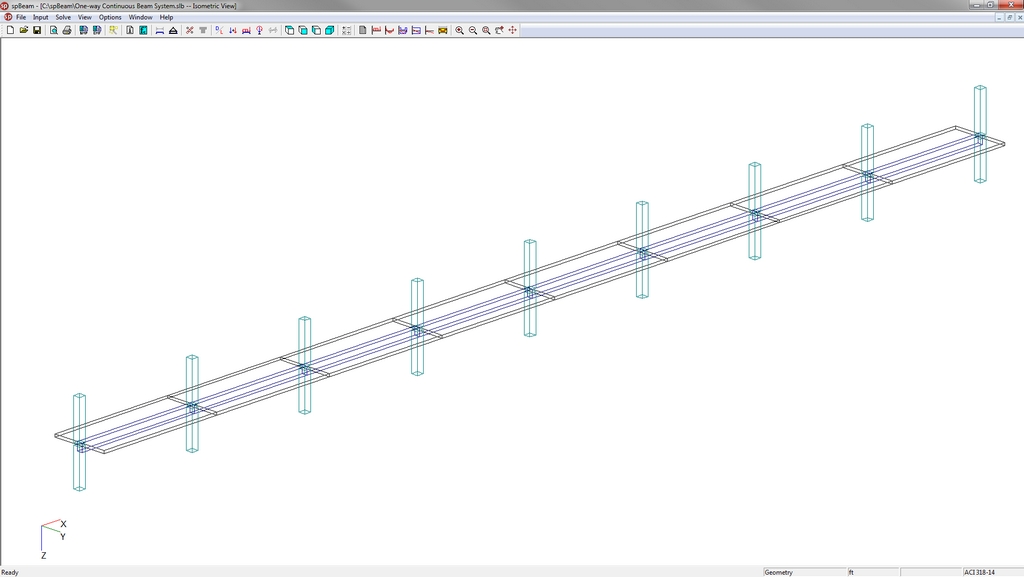 spBeam - [C:\spBeam\One-way Continuous Beam System.slb -- Isometric View]
File Input Solve View Options Window Help
X
Y
Z
Ready Geometry ft ACI 318-14